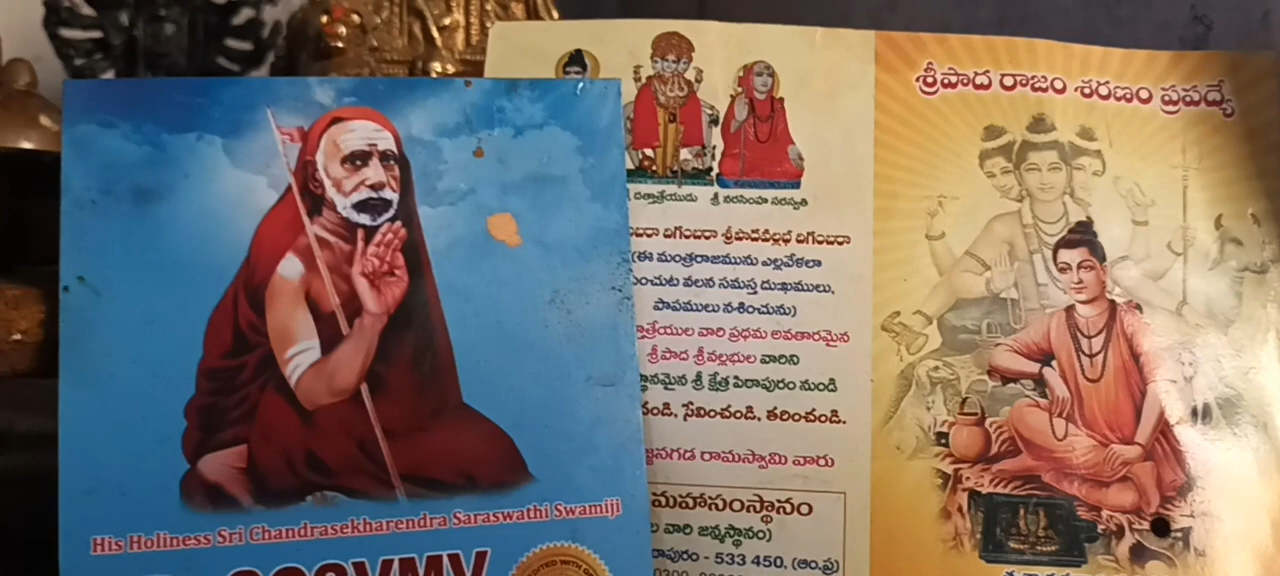 His Holiness Sri Chandrasekharendra Saraswathi Swamiji
దత్తాత్రేయుడు శ్రీ నరసింహ సరస్వతి
దిగంబరా శ్రీపాదవల్లభ దిగంబరా
(ఈ మంత్రరాజమును ఎల్లవేళలా
వలన సమస్త దుఃఖములు,
పాపములు నశించును)
వారి ప్రథమ అవతారమైన
శ్రీపాద శ్రీవల్లభుల వారిని
శ్రీ క్షేత్ర పిఠాపురం నుండి
సేవించండి, తరించండి.
రామస్వామి వారు
మహాసంస్థానం
వారి జన్మస్థానం)
- 533 450, (ఆం.ప్ర)
శ్రీపాద రాజం శరణం ప్రపద్యే